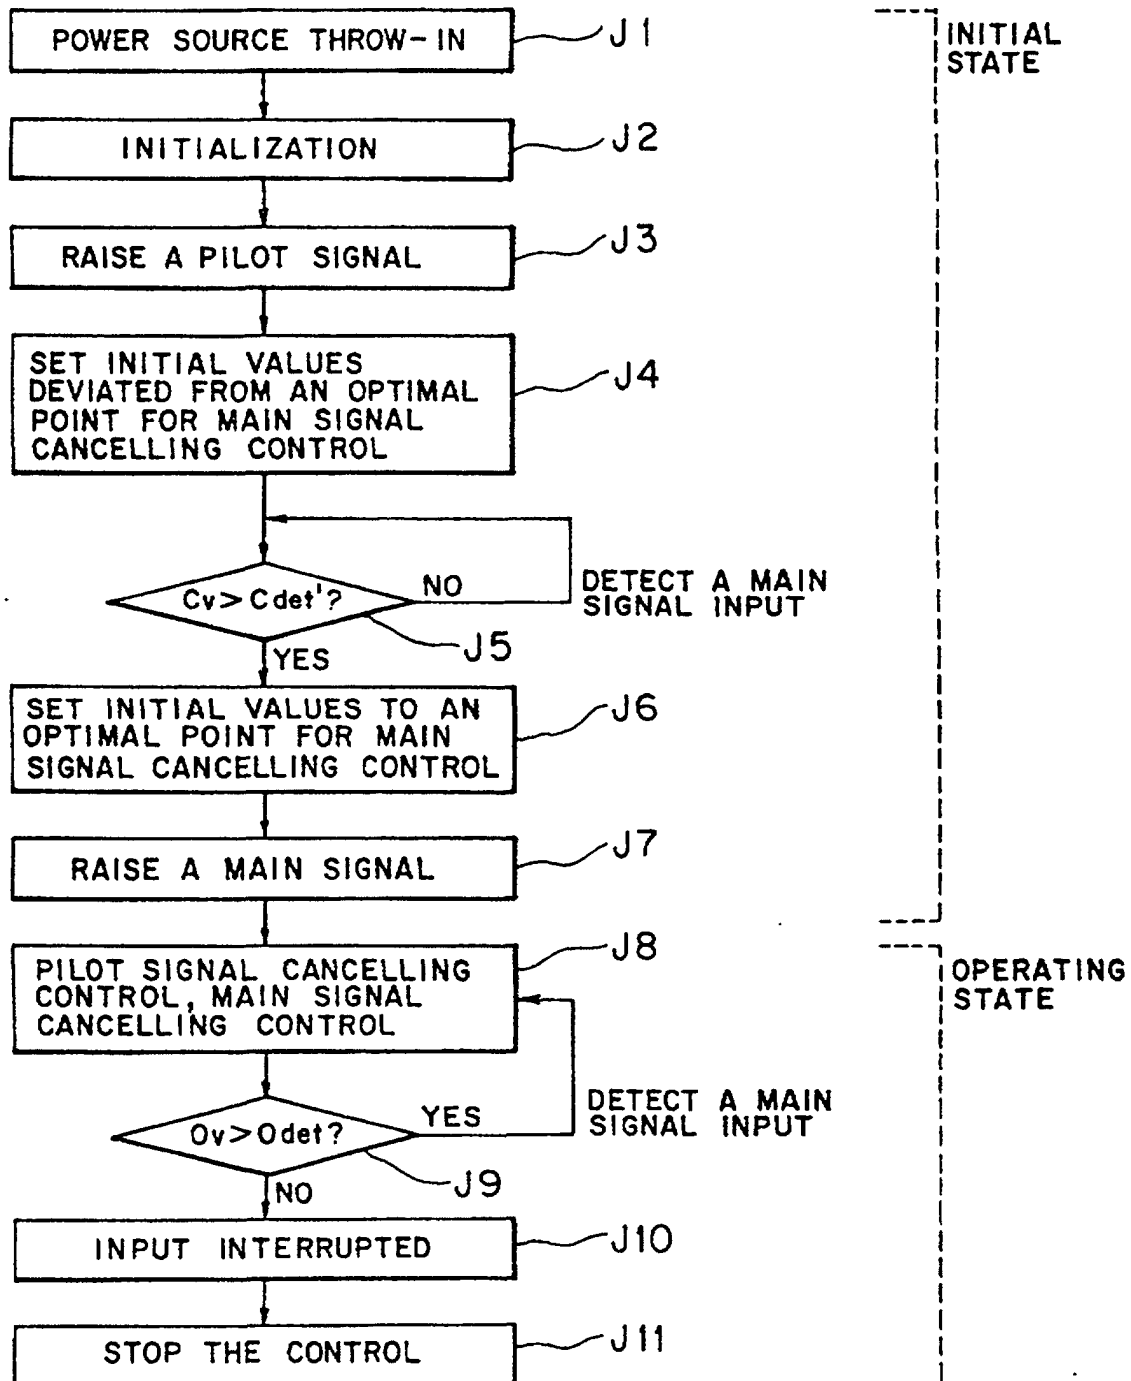 POWER SOURCE THROW-IN
J1
INITIAL
STATE
INITIALIZATION
J2
RAISE A PILOT SIGNAL
J3
SET INITIAL VALUES
DEVIATED FROM AN OPTIMAL
POINT FOR MAIN SIGNAL
CANCELLING CONTROL
J4
Cv > Cdet'?
NO
DETECT A MAIN
SIGNAL INPUT
J5
YES
SET INITIAL VALUES TO AN
OPTIMAL POINT FOR MAIN
SIGNAL CANCELLING CONTROL
J6
RAISE A MAIN SIGNAL
J7
PILOT SIGNAL CANCELLING
CONTROL, MAIN SIGNAL
CANCELLING CONTROL
J8
OPERATING
STATE
Ov > Odet?
YES
DETECT A MAIN
SIGNAL INPUT
J9
NO
INPUT INTERRUPTED
J10
STOP THE CONTROL
J11